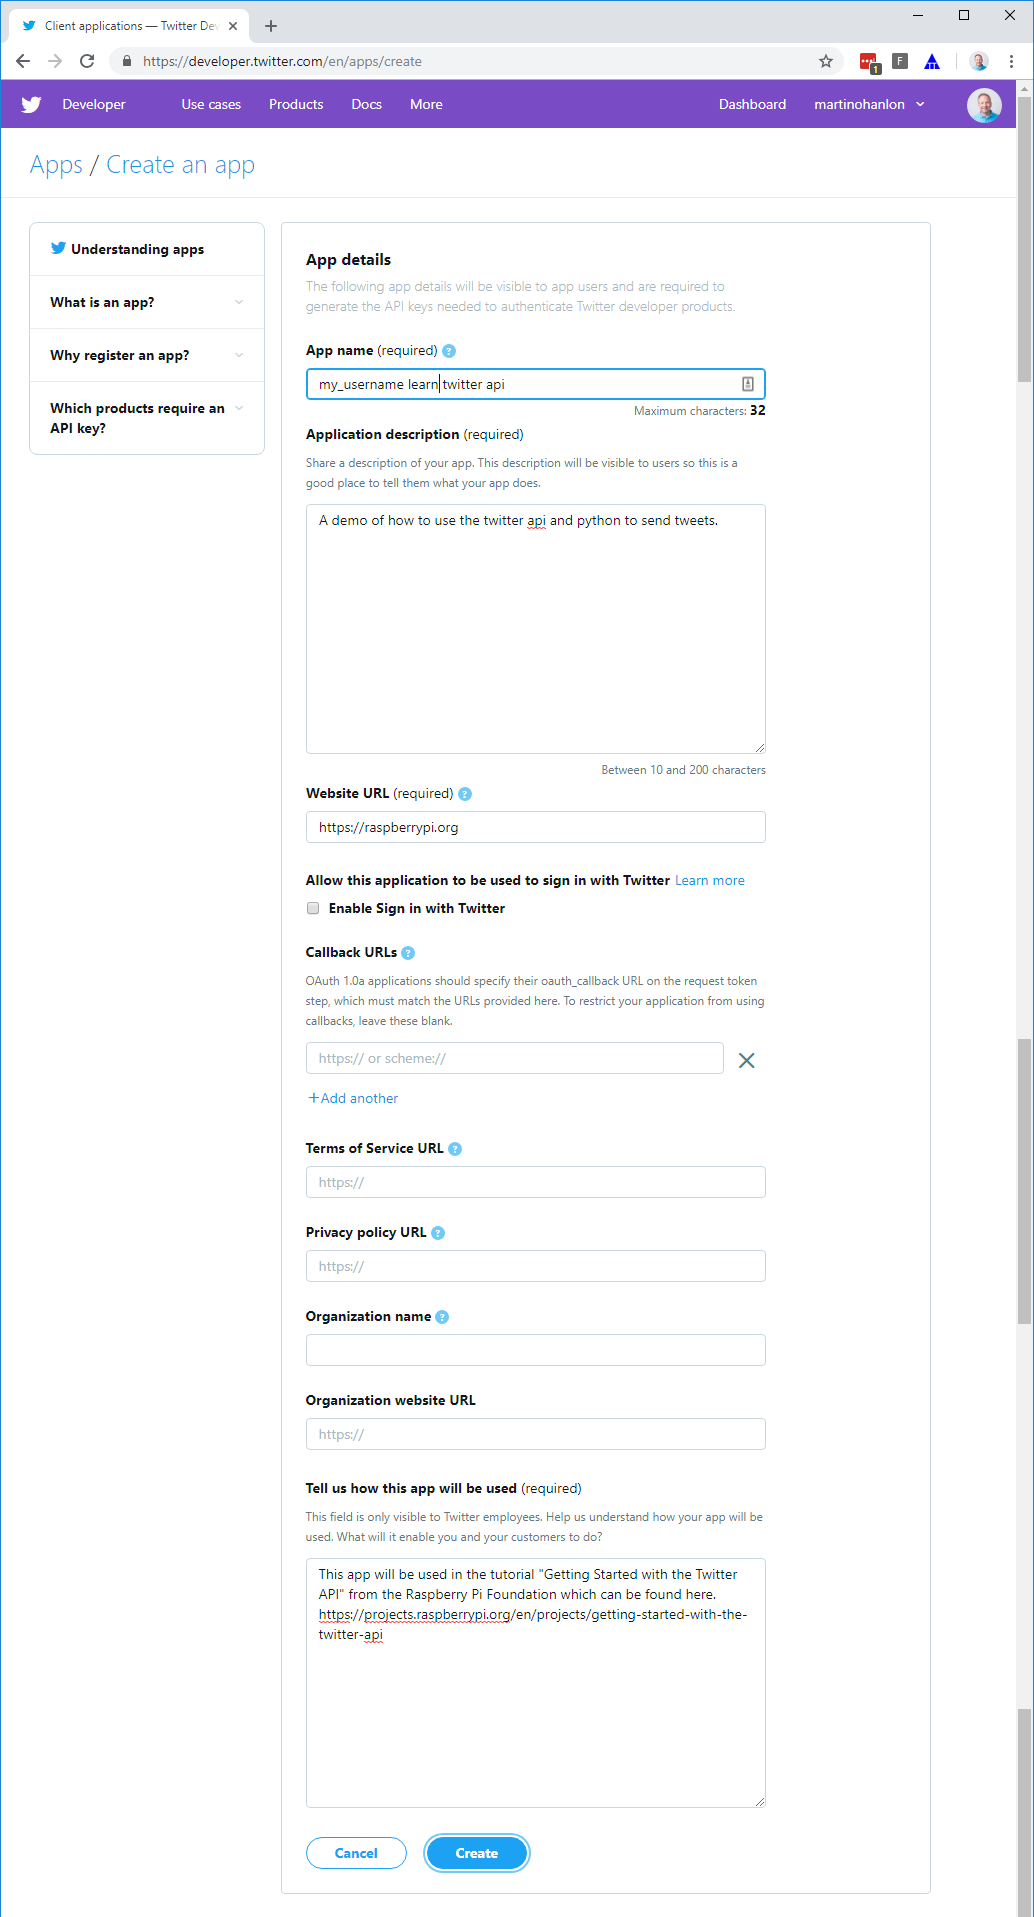 Client applications — Twitter De
https://developer.twitter.com/en/apps/create
1
F
Developer
Use cases
Products
Docs
More
Dashboard
martinohanlon
Apps / Create an app
Understanding apps
What is an app?
Why register an app?
Which products require an
API key?
App details
The following app details will be visible to app users and are required to
generate the API keys needed to authenticate Twitter developer products.
App name (required) ?
my_username learn twitter api
Maximum characters: 32
Application description (required)
Share a description of your app. This description will be visible to users so this is a
good place to tell them what your app does.
A demo of how to use the twitter api and python to send tweets.
Between 10 and 200 characters
Website URL (required) ?
https://raspberrypi.org
Allow this application to be used to sign in with Twitter Learn more
Enable Sign in with Twitter
Callback URLs ?
OAuth 1.0a applications should specify their oauth_callback URL on the request token
step, which must match the URLs provided here. To restrict your application from using
callbacks, leave these blank.
https:// or scheme://
+Add another
Terms of Service URL ?
https://
Privacy policy URL ?
https://
Organization name ?
Organization website URL
https://
Tell us how this app will be used (required)
This field is only visible to Twitter employees. Help us understand how your app will be
used. What will it enable you and your customers to do?
This app will be used in the tutorial "Getting Started with the Twitter
API" from the Raspberry Pi Foundation which can be found here.
https://projects.raspberrypi.org/en/projects/getting-started-with-the-
twitter-api
Cancel
Create